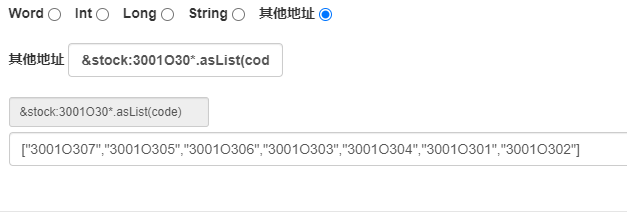 Word Int Long String 其他地址
其他地址 &stock:3001O30*.asList(cod
&stock:3001O30*.asList(code)
["3001O307","3001O305","3001O306","3001O303","3001O304","3001O301","3001O302"]